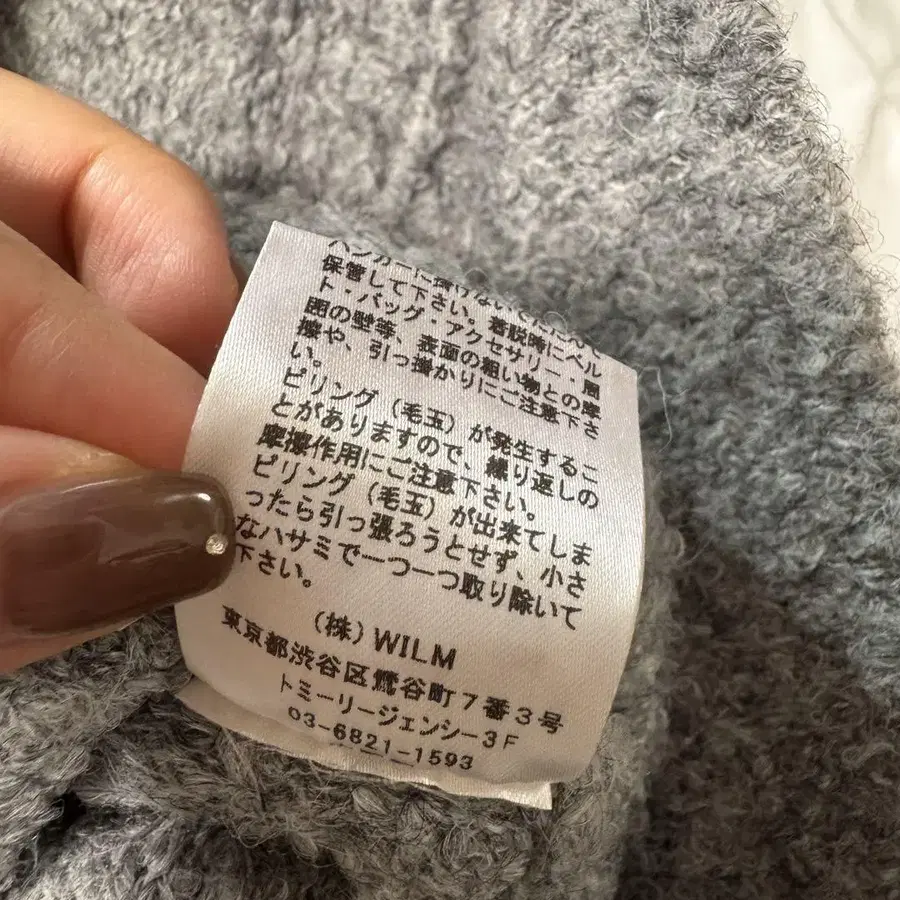 ハンガーに掛けないでたたんで
保管して下さい。着脱時にベル
ト・バッグ・アクセサリー・周
囲の壁等、表面の粗い物との摩
擦や、引っ掛かりにご注意下さ
い。
ピリング(毛玉)が発生するこ
とがありますので、繰り返しの
摩擦作用にご注意下さい。
ピリング(毛玉)が出来てしま
ったら引っ張ろうとせず、小さ
なハサミで一つ一つ取り除いて
下さい。
(株)WILM
東京都渋谷区鶯谷町7番3号
トミーリージェンシー3F
03-6821-1593